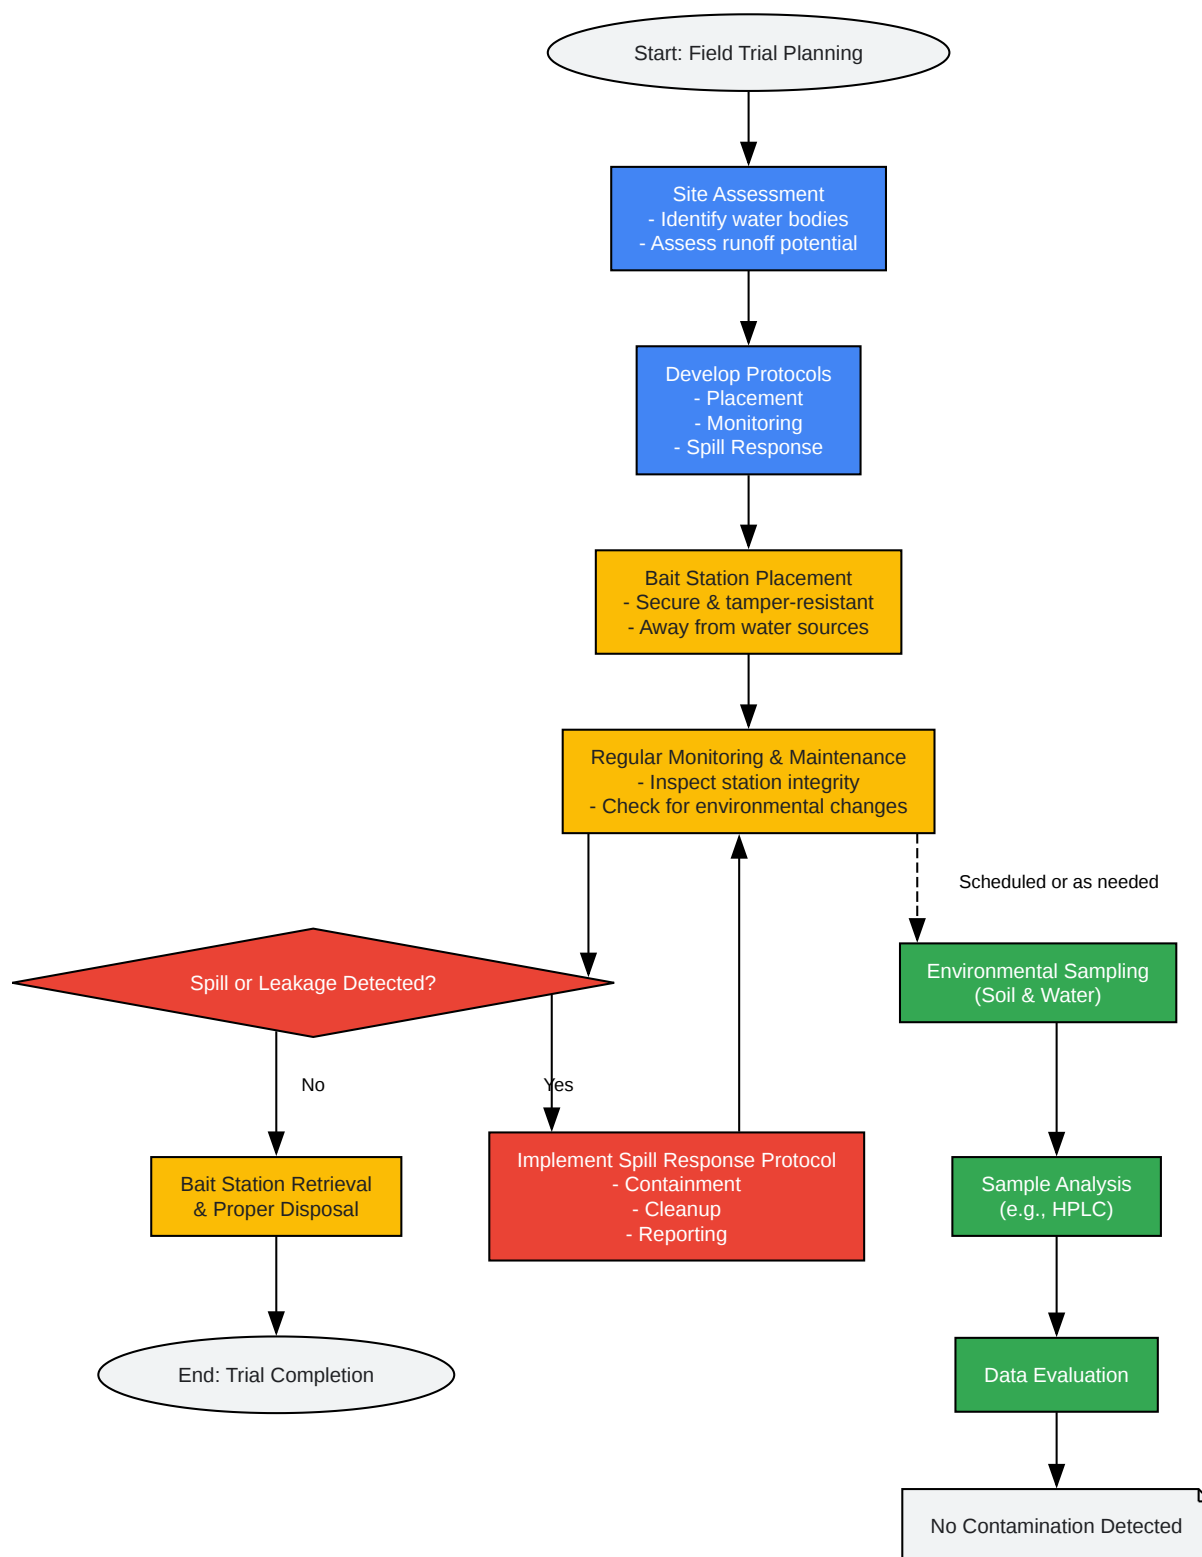 Start: Field Trial Planning
Site Assessment
- Identify water bodies
- Assess runoff potential
Develop Protocols
- Placement
- Monitoring
- Spill Response
Bait Station Placement
- Secure & tamper-resistant
- Away from water sources
Regular Monitoring & Maintenance
- Inspect station integrity
- Check for environmental changes
Scheduled or as needed
Spill or Leakage Detected?
Environmental Sampling
(Soil & Water)
No
Yes
Bait Station Retrieval
& Proper Disposal
Implement Spill Response Protocol
- Containment
- Cleanup
- Reporting
Sample Analysis
(e.g., HPLC)
End: Trial Completion
Data Evaluation
No Contamination Detected